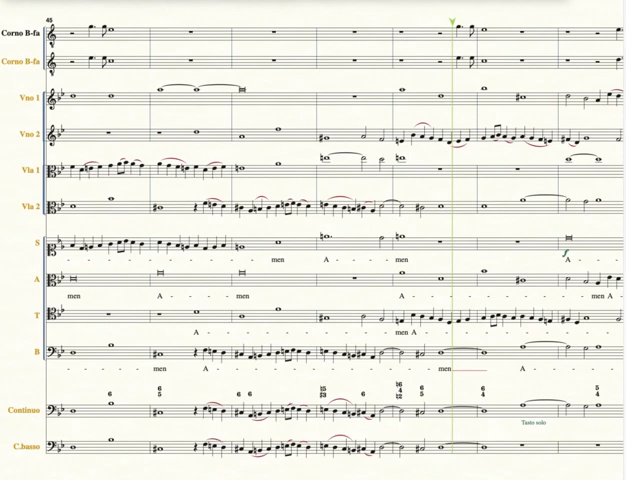 45
Corno B-fa
Corno B-fa
Vno 1
Vno 2
Vla 1
Vla 2
S
- - - - - - - - men A - - - - men f A -
A
men A - - men A - - - - - - men A -
T
A - - - - - - - - men A - - - - - - - -
B
- - - - men A - - - - - - - - - - men A - - -
6 6 5 6 6 6 5 4 2 6 5 6 4 5 4
Continuo
Tasto solo
C.basso